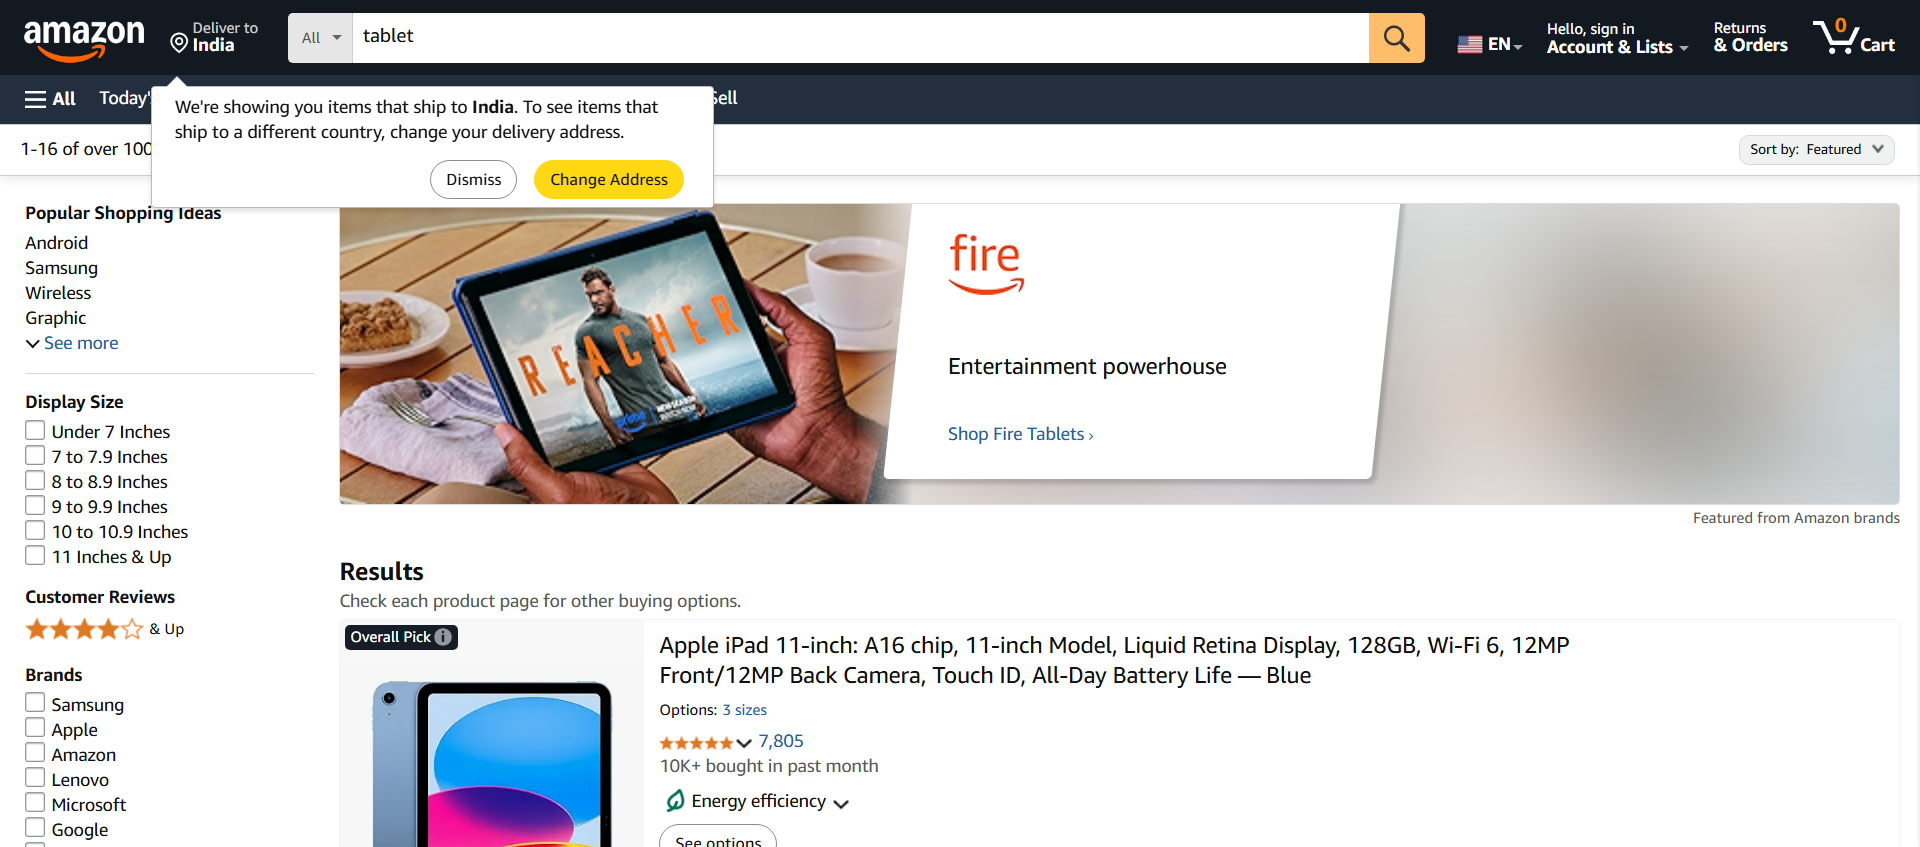 amazon
Deliver to
India
All
tablet
EN
Hello, sign in
Account & Lists
Returns
& Orders
0
Cart
All
Today'
Sell
We're showing you items that ship to India. To see items that
ship to a different country, change your delivery address.
Dismiss
Change Address
1-16 of over 100
Sort by: Featured
Popular Shopping Ideas
Android
Samsung
Wireless
Graphic
See more
Display Size
Under 7 Inches
7 to 7.9 Inches
8 to 8.9 Inches
9 to 9.9 Inches
10 to 10.9 Inches
11 Inches & Up
Customer Reviews
& Up
Brands
Samsung
Apple
Amazon
Lenovo
Microsoft
Google
REACHER
prime
NEW SEASON
WATCH NOW
fire
Entertainment powerhouse
Shop Fire Tablets ›
Featured from Amazon brands
Results
Check each product page for other buying options.
Overall Pick
Apple iPad 11-inch: A16 chip, 11-inch Model, Liquid Retina Display, 128GB, Wi-Fi 6, 12MP
Front/12MP Back Camera, Touch ID, All-Day Battery Life — Blue
Options: 3 sizes
7,805
10K+ bought in past month
Energy efficiency
See options